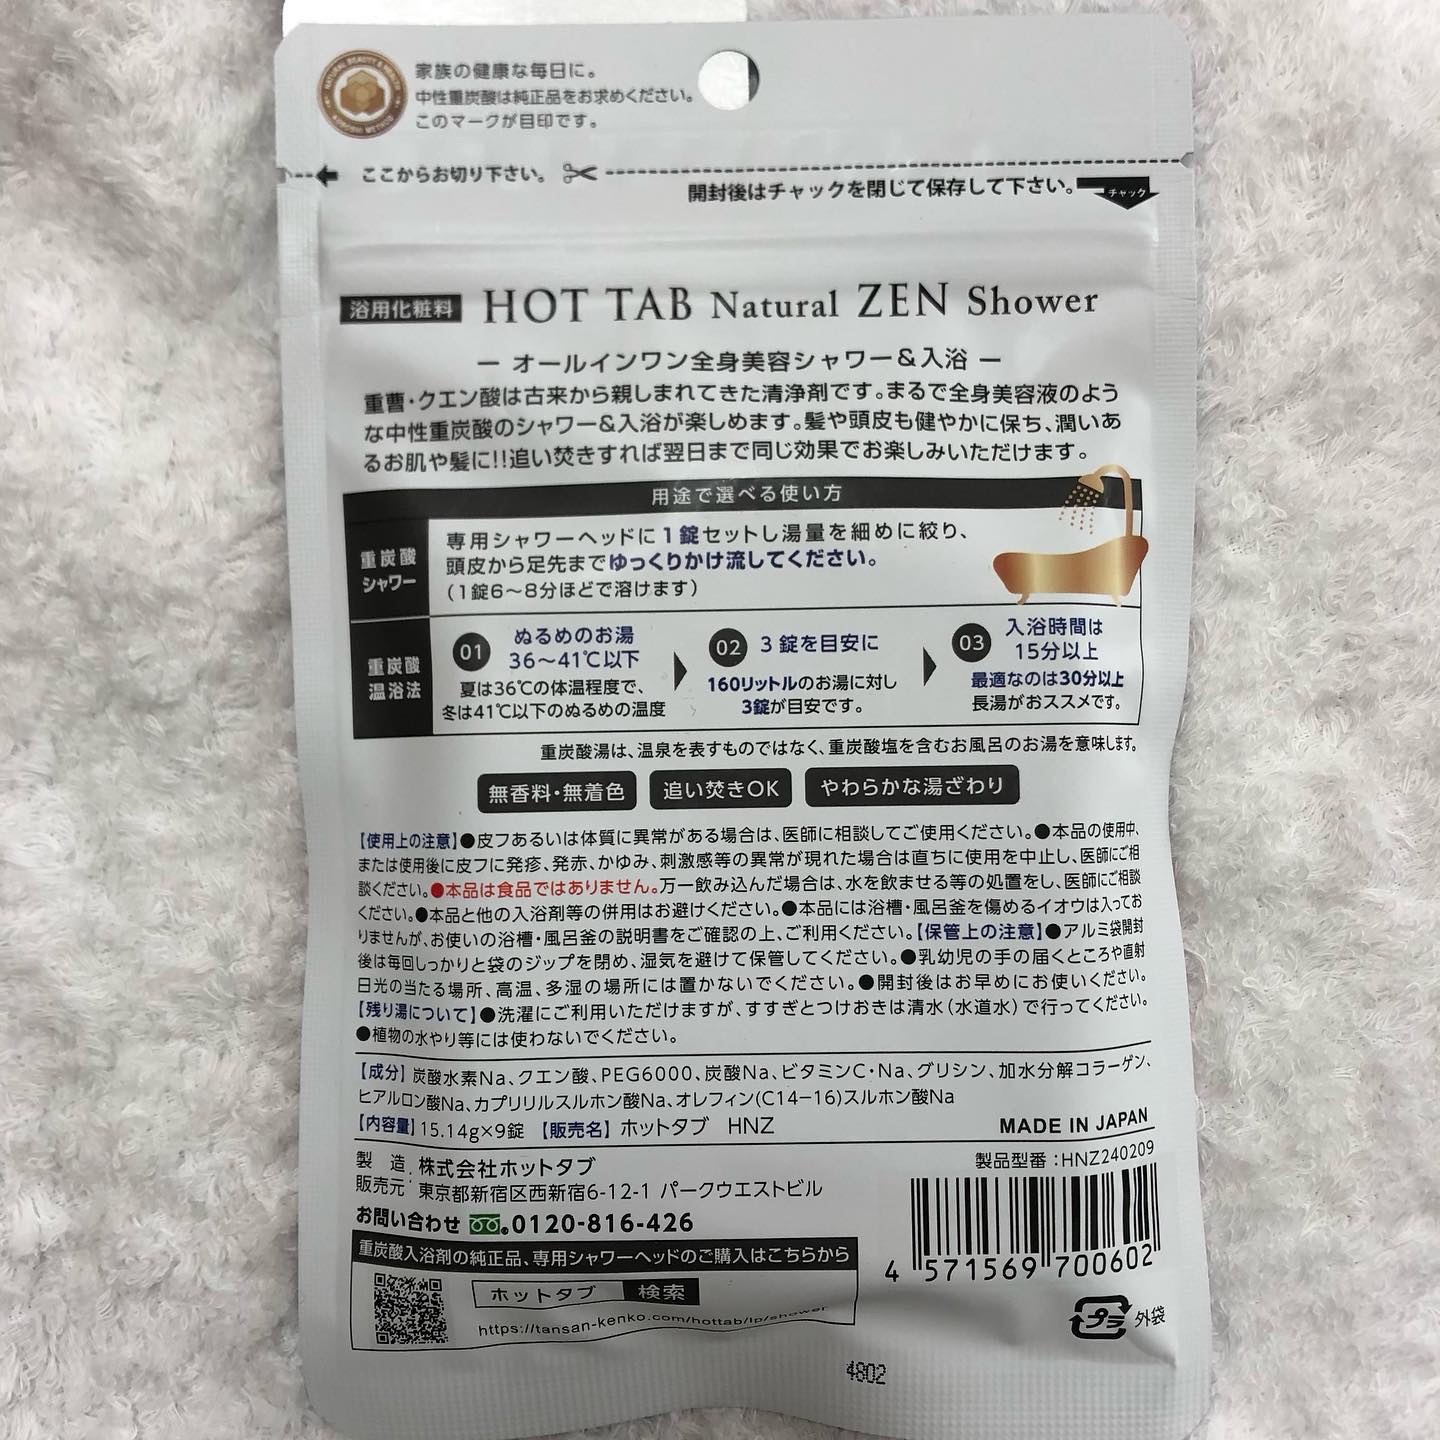 家族の健康な毎日に。
中性重炭酸は純正品をお求めください。
このマークが目印です。
ここからお切り下さい。
開封後はチャックを閉じて保存して下さい。
チャック
浴用化粧料 HOT TAB Natural ZEN Shower
ー オールインワン全身美容シャワー&入浴 ー
重曹・クエン酸は古来から親しまれてきた清浄剤です。まるで全身美容液のよう
な中性重炭酸のシャワー&入浴が楽しめます。髪や頭皮も健やかに保ち、潤いあ
るお肌や髪に!!追い焚きすれば翌日まで同じ効果でお楽しみいただけます。
用途で選べる使い方
重炭酸
シャワー
専用シャワーヘッドに1錠セットし湯量を細めに絞り、
頭皮から足先までゆっくりかけ流してください。
(1錠6〜8分ほどで溶けます)
重炭酸
温浴法
01 ぬるめのお湯
36〜41℃以下
夏は36℃の体温程度で、
冬は41℃以下のぬるめの温度
02 3錠を目安に
160リットルのお湯に対し
3錠が目安です。
03 入浴時間は
15分以上
最適なのは30分以上
長湯がおススメです。
重炭酸湯は、温泉を表すものではなく、重炭酸塩を含むお風呂のお湯を意味します。
無香料・無着色 追い焚きOK やわらかな湯ざわり
【使用上の注意】●皮フあるいは体質に異常がある場合は、医師に相談してご使用ください。●本品の使用中、
または使用後に皮フに発疹、発赤、かゆみ、刺激感等の異常が現れた場合は直ちに使用を中止し、医師にご相
談ください。●本品は食品ではありません。万一飲み込んだ場合は、水を飲ませる等の処置をし、医師にご相談
ください。●本品と他の入浴剤等の併用はお避けください。●本品には浴槽・風呂釜を傷めるイオウは入ってお
りませんが、お使いの浴槽・風呂釜の説明書をご確認の上、ご利用ください。【保管上の注意】●アルミ袋開封
後は毎回しっかりと袋のジップを閉め、湿気を避けて保管してください。●乳幼児の手の届くところや直射
日光の当たる場所、高温、多湿の場所には置かないでください。●開封後はお早めにお使いください。
【残り湯について】●洗濯にご利用いただけますが、すすぎとつけおきは清水(水道水)で行ってください。
●植物の水やり等には使わないでください。
【成分】炭酸水素Na、クエン酸、PEG6000、炭酸Na、ビタミンC・Na、グリシン、加水分解コラーゲン、
ヒアルロン酸Na、カプリリルスルホン酸Na、オレフィン(C14-16)スルホン酸Na
【内容量】15.14g×9錠 【販売名】ホットタブ HNZ
MADE IN JAPAN
製品型番:HNZ240209
製造
販売元: 株式会社ホットタブ
東京都新宿区西新宿6-12-1 パークウエストビル
お問い合わせ 0120-816-426
重炭酸入浴剤の純正品、専用シャワーヘッドのご購入はこちらから
ホットタブ 検索
https://tansan-kenko.com/hottab/lp/shower
4 571569 700602
プラ 外袋
4802